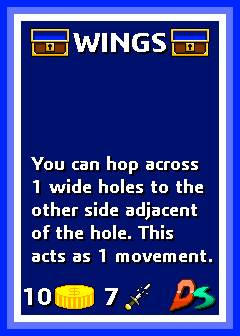 WINGS
You can hop across
1 wide holes to the
other side adjacent
of the hole. This
acts as 1 movement.
10 7 DS